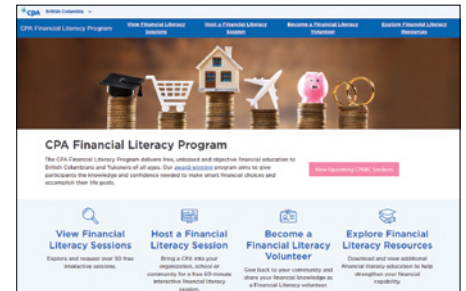 CPA British Columbia
CPA Financial Literacy Program
View Financial Literacy
Sessions
Host a Financial Literacy
Session
Become a Financial Literacy
Volunteer
Explore Financial Literacy
Resources
CPA Financial Literacy Program
The CPA Financial Literacy Program delivers free, unbiased and objective financial education to
British Columbians and Yukoners of all ages. Our award-winning program aims to give
participants the knowledge and confidence needed to make smart financial choices and
accomplish their life goals.
View Upcoming CPABC Sessions
View Financial
Literacy Sessions
Explore and request over 50 free
interactive sessions.
Host a Financial
Literacy Session
Bring a CPA into your
organization, school or
community for a free 60-minute
interactive financial literacy
session.
Become a
Financial Literacy
Volunteer
Give back to your community and
share your financial knowledge as
a Financial Literacy volunteer
Explore Financial
Literacy Resources
Download and view additional
financial literacy education to help
strengthen your financial
capability.